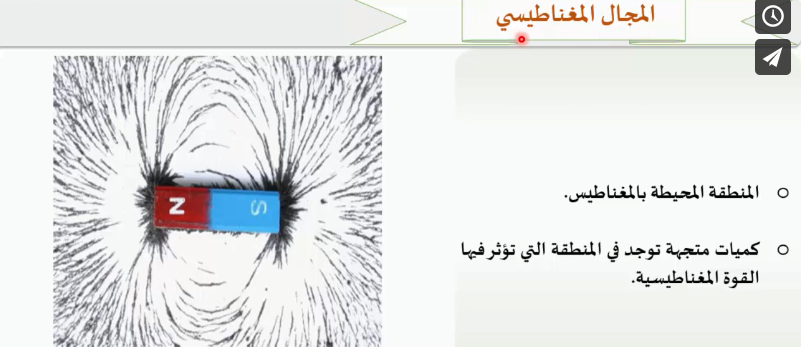 المجال المغناطيسي
المنطقة المحيطة بالمغناطيس.
كميات متجهة توجد في المنطقة التي تؤثر فيها
القوة المغناطيسية.
N S